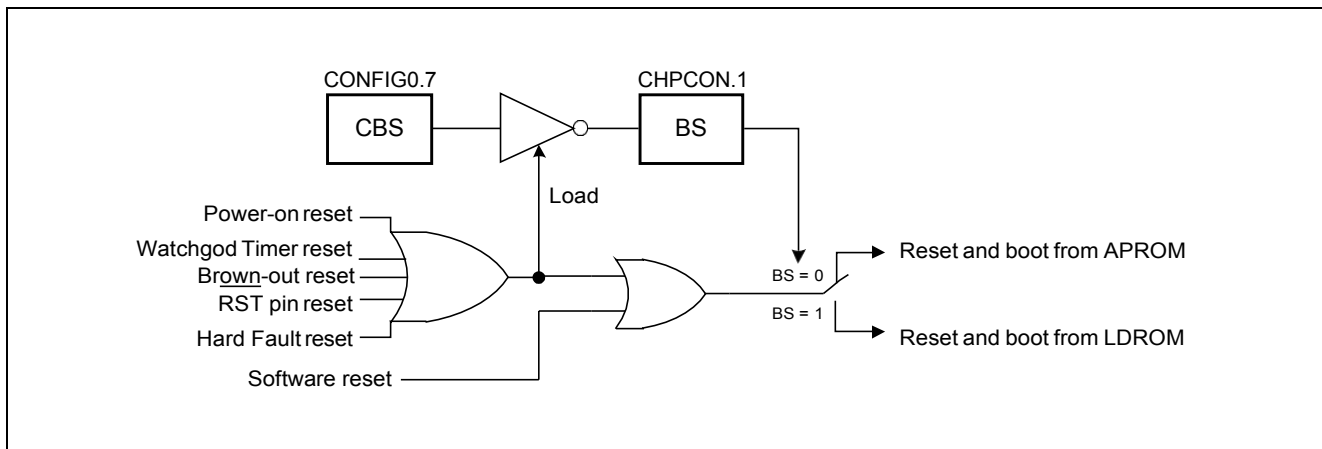 CONFIG0.7
CHPCON.1
CBS
BS
Load
Power-on reset
Watchgod Timer reset
Brown-out reset
RST pin reset
Hard Fault reset
Software reset
BS = 0
BS = 1
Reset and boot from APROM
Reset and boot from LDROM